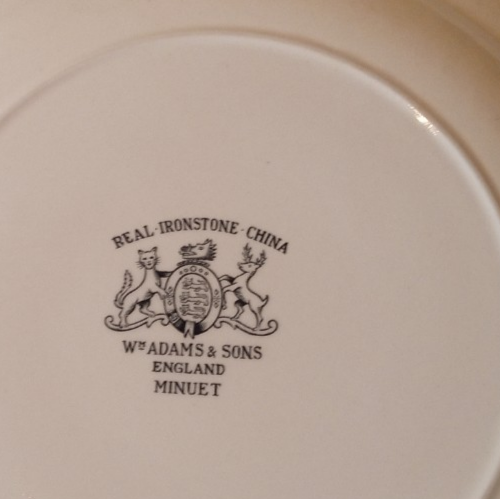 REAL · IRONSTONE · CHINA
Wᴹ ADAMS & SONS
ENGLAND
MINUET